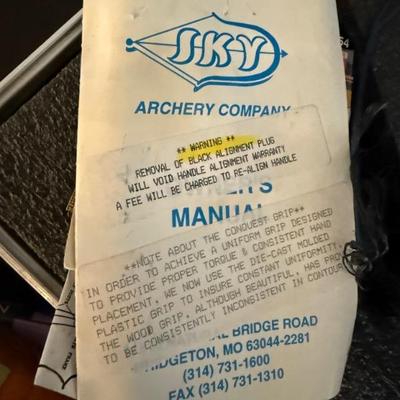 SKY
ARCHERY COMPANY
** WARNING **
REMOVAL OF BLACK ALIGNMENT PLUG
WILL VOID HANDLE ALIGNMENT WARRANTY
A FEE WILL BE CHARGED TO RE-ALIGN HANDLE
MANUAL
**NOTE ABOUT THE CONQUEST GRIP**
IN ORDER TO ACHIEVE A UNIFORM GRIP DESIGNED
TO PROVIDE PROPER TORQUE & CONSISTENT HAND
PLACEMENT. WE NOW USE THE DIE-CAST MOLDED
PLASTIC GRIP TO INSURE CONSTANT UNIFORMITY.
THE WOOD GRIP, ALTHOUGH BEAUTIFUL, HAS
TO BE CONSISTENTLY INCONSISTENT IN CONTOUR
BRIDGE ROAD
MO 63044-2281
(314) 731-1600
FAX (314) 731-1310